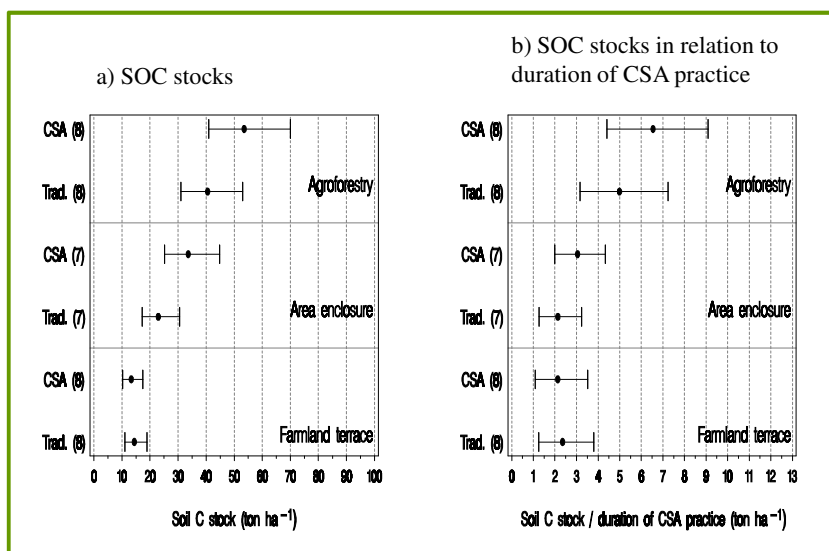 a) SOC stocks
CSA (8)
Trad. (8)
Agroforestry
CSA (7)
Trad. (7)
Area enclosure
CSA (8)
Trad. (8)
Farmland terrace
0 10 20 30 40 50 60 70 80 90 100
Soil C stock (ton ha⁻¹)
b) SOC stocks in relation to
duration of CSA practice
CSA (8)
Trad. (8)
Agroforestry
CSA (7)
Trad. (7)
Area enclosure
CSA (8)
Trad. (8)
Farmland terrace
0 1 2 3 4 5 6 7 8 9 10 11 12 13
Soil C stock / duration of CSA practice (ton ha⁻¹)